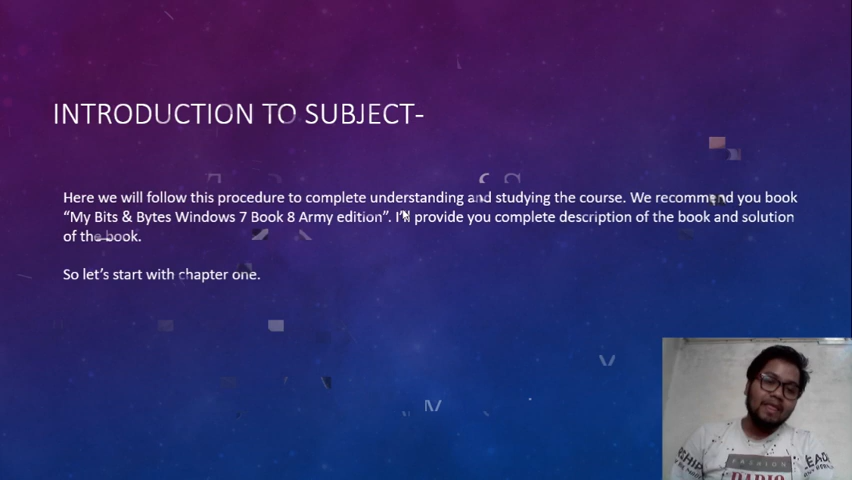 INTRODUCTION TO SUBJECT-
Here we will follow this procedure to complete understanding and studying the course. We recommend you book
“My Bits & Bytes Windows 7 Book 8 Army edition”. I’ll provide you complete description of the book and solution
of the book.
So let’s start with chapter one.
FASHION